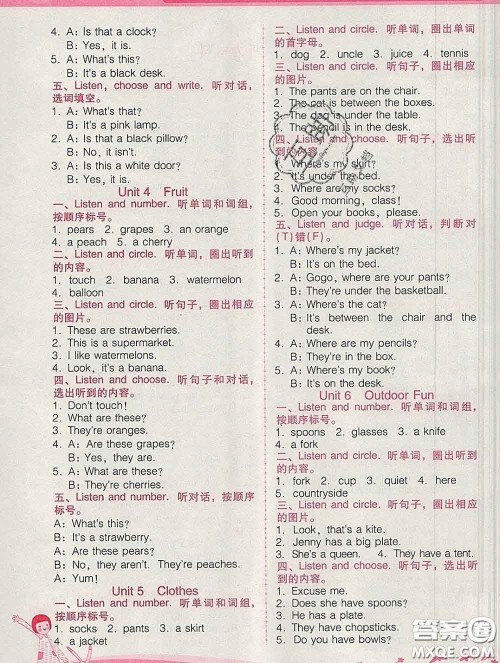 4. A: Is that a clock?
B: Yes, it is.
5. A: What's this?
B: It's a black desk.
五、Listen, choose and write. 听对话，
选词填空。
1. A: What's that?
B: It's a pink lamp.
2. A: Is that a black pillow?
B: No, it isn't.
3. A: Is this a white door?
B: Yes, it is.
Unit 4 Fruit
一、Listen and number. 听单词和词组，
按顺序标号。
1. pears 2. grapes 3. an orange
4. a peach 5. a cherry
二、Listen and circle. 听单词，圈出听到
的内容。
1. touch 2. banana 3. watermelon
4. balloon
三、Listen and circle. 听句子，圈出相应
的图片。
1. These are strawberries.
2. This is a supermarket.
3. I like watermelons.
4. Look, it's a banana.
四、Listen and choose. 听句子和对话，
选出听到的内容。
1. Don't touch!
2. What are these?
3. They're oranges.
4. A: Are these grapes?
B: Yes, they are.
5. A: What are these?
B: They're cherries.
五、Listen and number. 听对话，按顺序
标号。
A: What's this?
B: It's a strawberry.
A: Are these pears?
B: No, they aren't. They're peaches.
A: Yum!
Unit 5 Clothes
一、Listen and number. 听单词和词组，
按顺序标号。
1. socks 2. pants 3. a skirt
4. a jacket
二、Listen and circle. 听单词，圈出单词
的首字母。
1. dog 2. uncle 3. juice 4. tennis
三、Listen and circle. 听句子，圈出相应
的图片。
1. The pants are on the chair.
2. The cat is between the boxes.
3. The dog is under the table.
4. The pencil is in the desk.
四、Listen and choose. 听句子，选出听
到的内容。
1. Where's my skirt?
2. It's under the bed.
3. Where are my socks?
4. Good morning, class!
5. Open your books, please.
五、Listen and judge. 听对话，判断对
(T)错(F)。
1. A: Where's my jacket?
B: It's on the bed.
2. A: Gogo, where are your pants?
B: They're under the basketball.
3. A: Where's the cat?
B: It's between the chair and the
desk.
4. A: Where are my pencils?
B: They're in the box.
5. A: Where's my book?
B: It's on the bed.
Unit 6 Outdoor Fun
一、Listen and number. 听单词和词组，
按顺序标号。
1. spoons 2. glasses 3. a knife
4. a fork
二、Listen and circle. 听单词，圈出听到
的内容。
1. fork 2. cup 3. quiet 4. here
5. countryside
三、Listen and circle. 听句子，圈出相应
的图片。
1. Look, that's a kite.
2. Jenny has a big plate.
3. She's a queen. 4. They have a tent.
四、Listen and choose. 听句子，选出听
到的内容。
1. Excuse me.
2. Does she have a spoon?
3. He has a plate.
4. They have chopsticks.
5. Do you have bowls?
答案圈
MXQE.COM